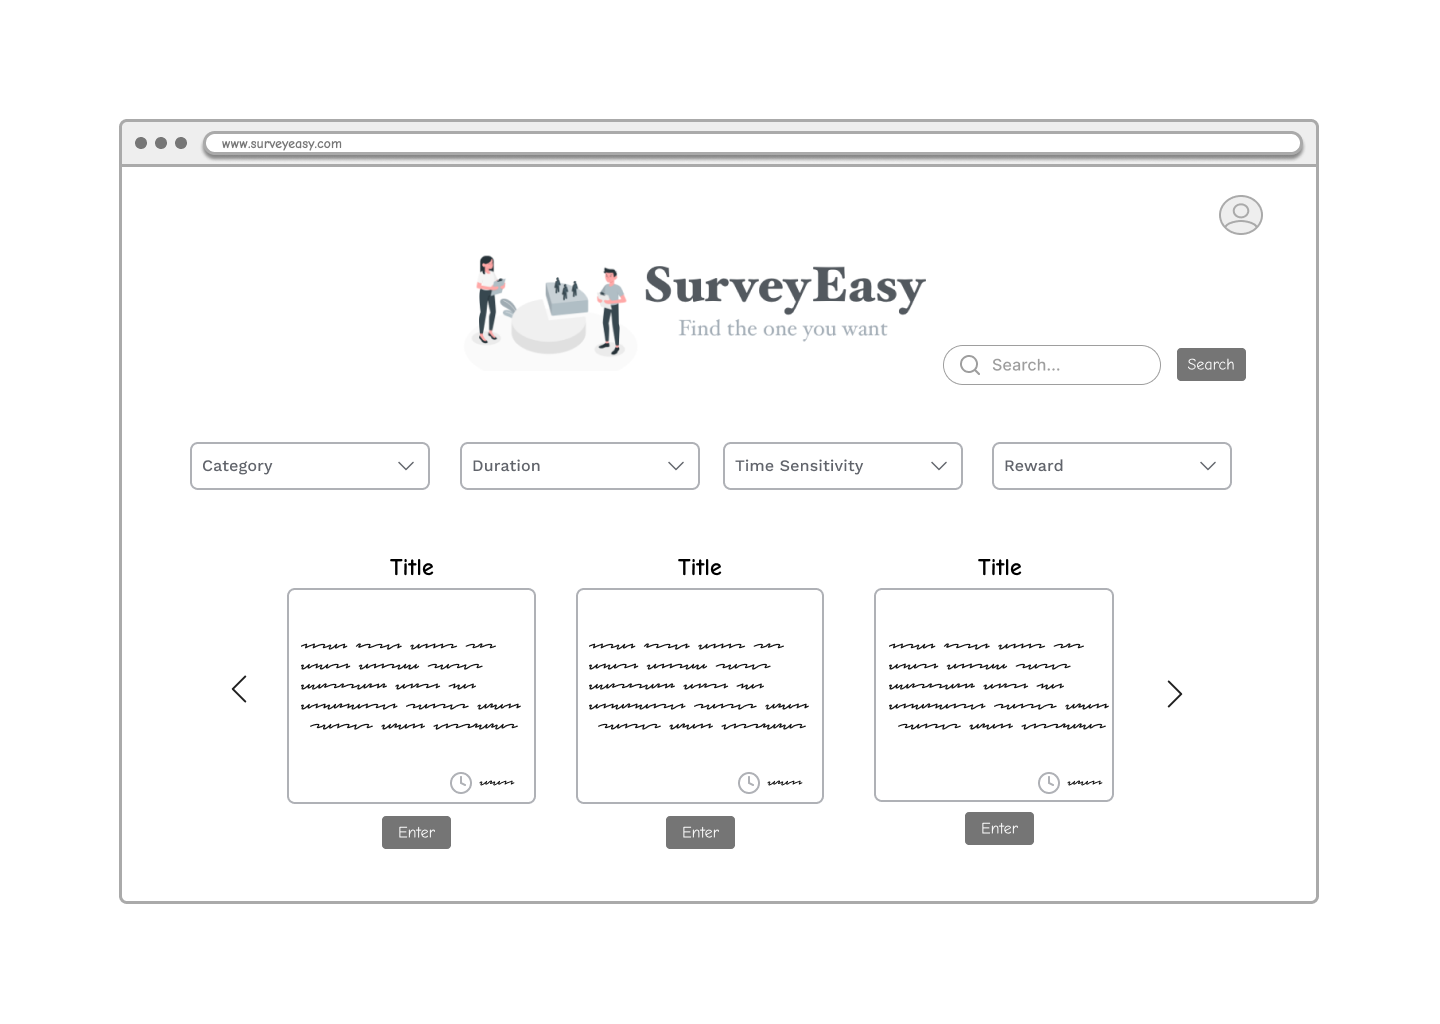 www.surveyeasy.com
SurveyEasy
Find the one you want
Search... Search
Category Duration Time Sensitivity Reward
Title Title Title
Enter Enter Enter